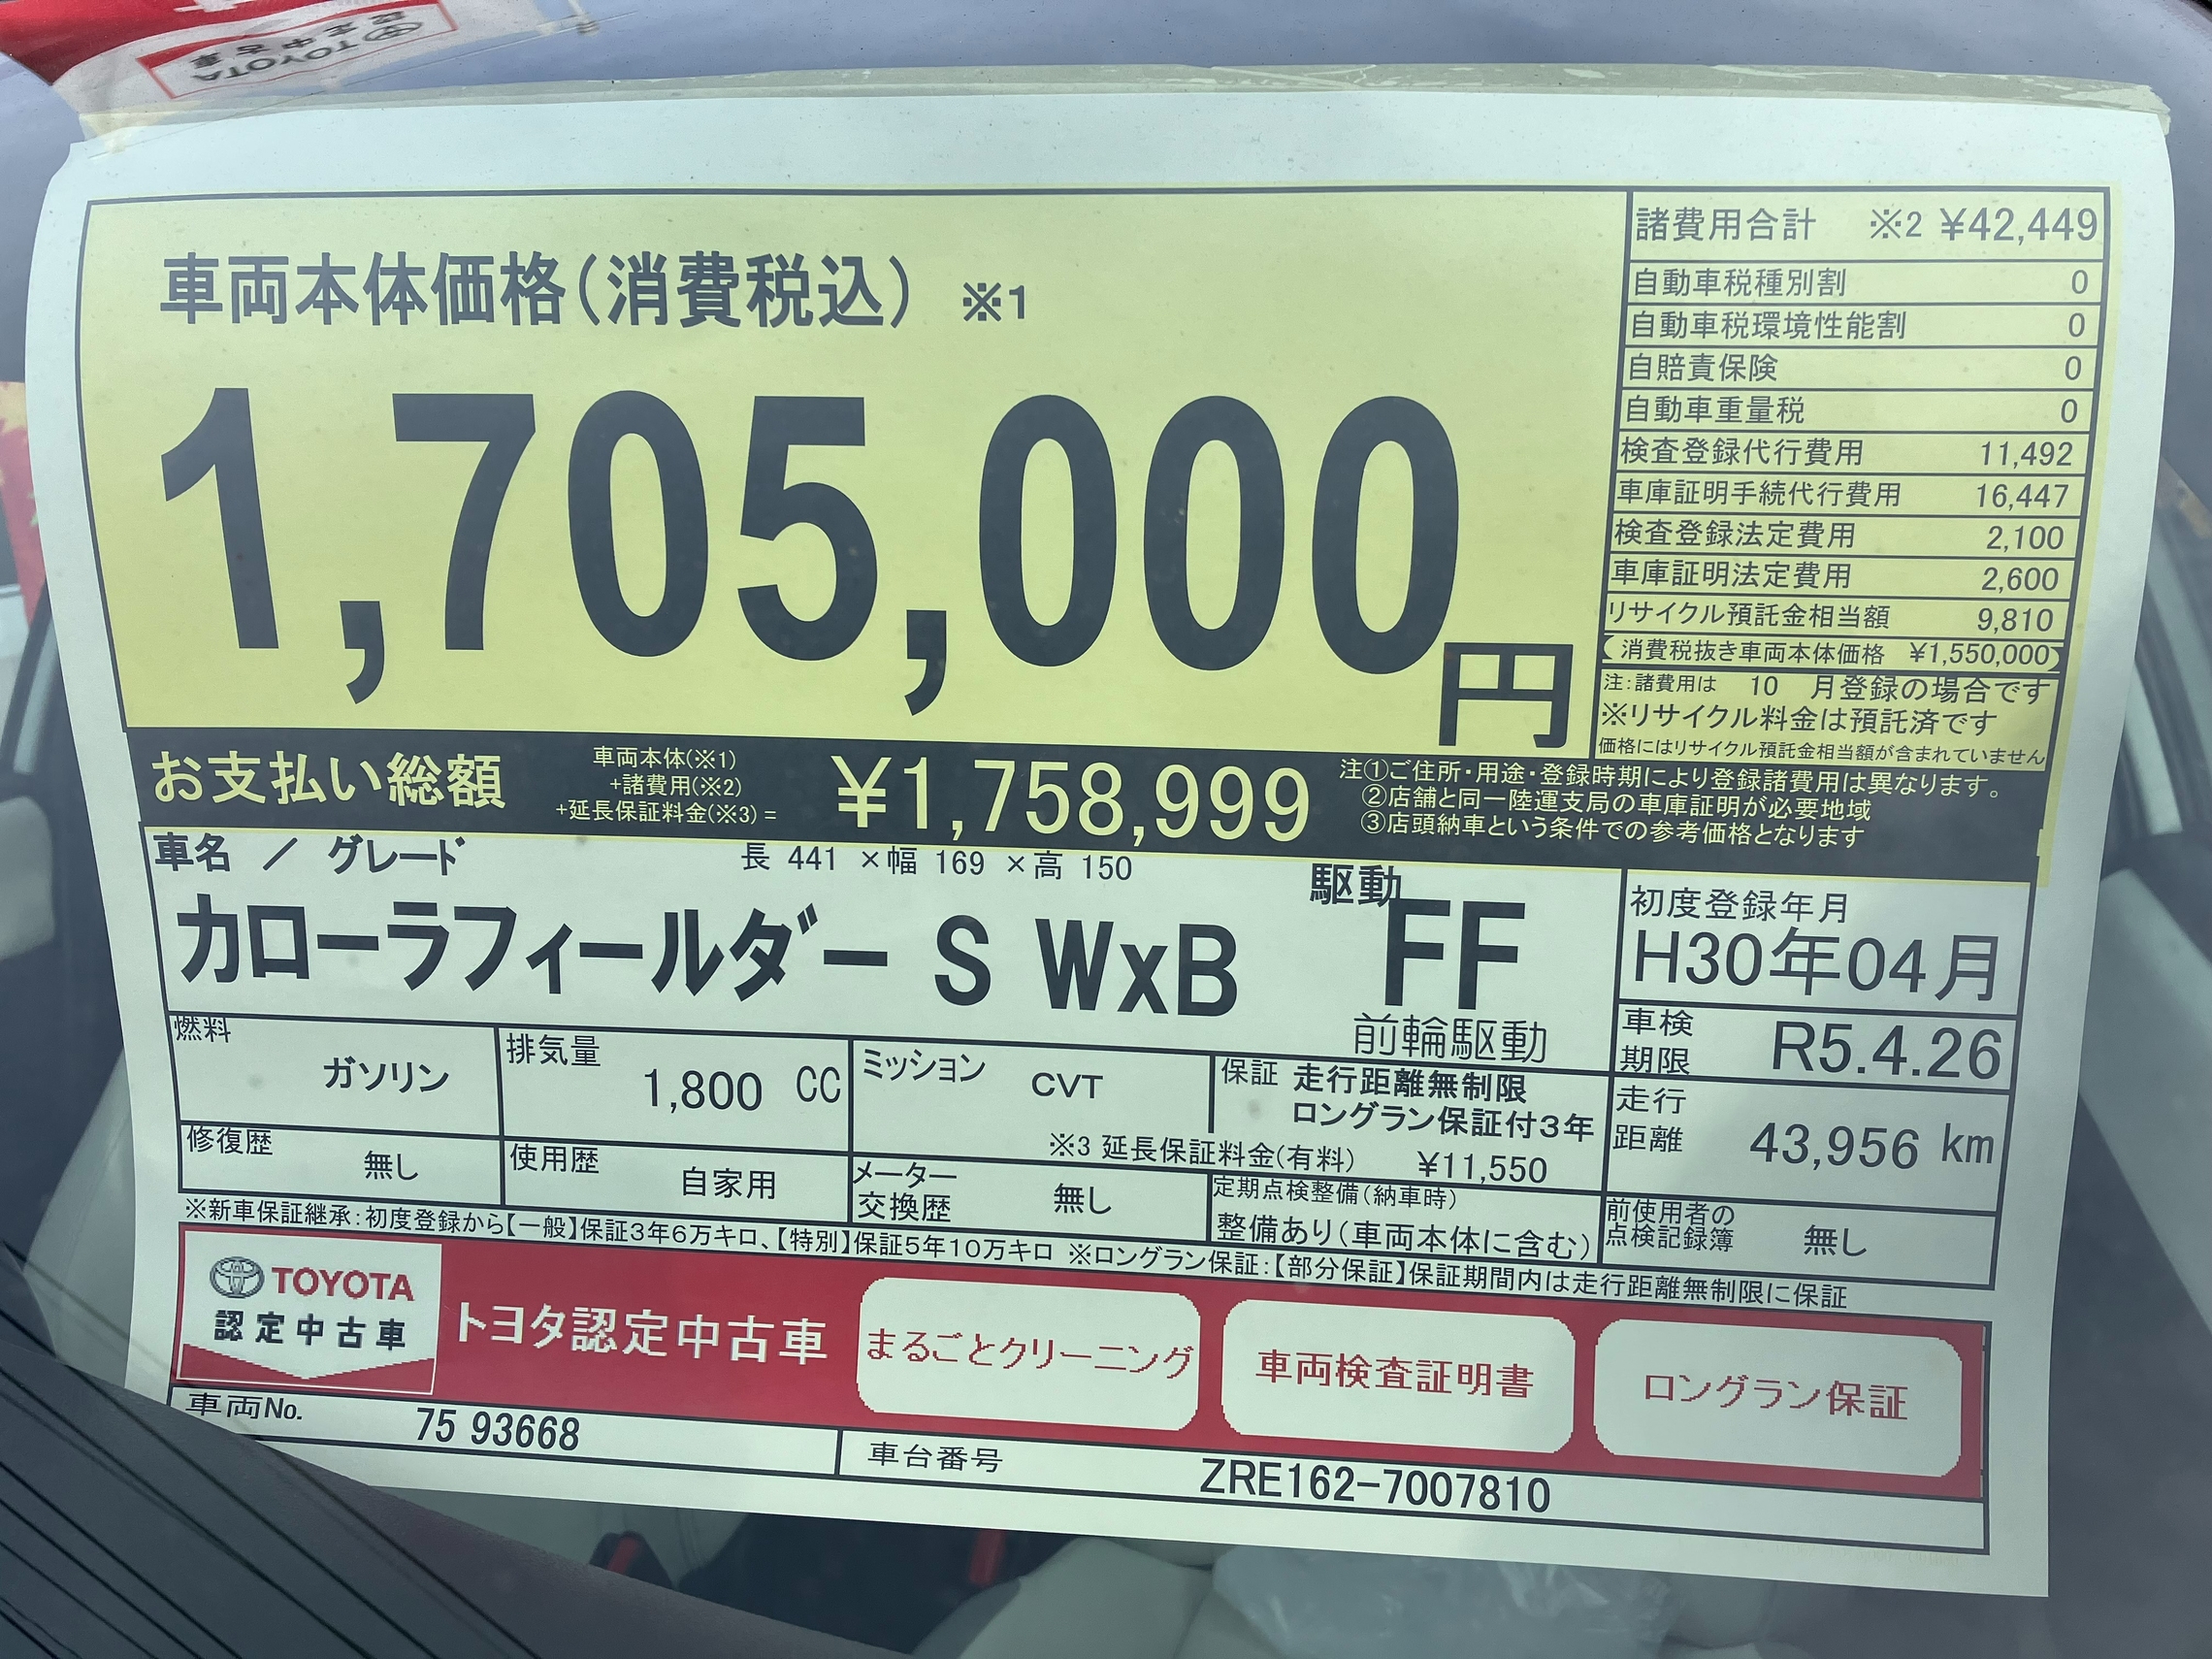 TOYOTA
認定中古車
車両本体価格(消費税込) ※1
1,705,000円
諸費用合計 ※2 ¥42,449
自動車税種別割 0
自動車税環境性能割 0
自賠責保険 0
自動車重量税 0
検査登録代行費用 11,492
車庫証明手続代行費用 16,447
検査登録法定費用 2,100
車庫証明法定費用 2,600
リサイクル預託金相当額 9,810
(消費税抜き車両本体価格 ¥1,550,000)
注:諸費用は 10 月登録の場合です
※リサイクル料金は預託済です
価格にはリサイクル預託金相当額が含まれていません
お支払い総額
車両本体(※1)
+諸費用(※2)
+延長保証料金(※3)=
¥1,758,999
注①ご住所・用途・登録時期により登録諸費用は異なります。
②店舗と同一陸運支局の車庫証明が必要地域
③店頭納車という条件での参考価格となります
車名 / グレード 長 441 ×幅 169 ×高 150
カローラフィールダー S WxB
駆動
FF
前輪駆動
初度登録年月
H30年04月
車検期限 R5.4.26
燃料 ガソリン
排気量 1,800 CC
ミッション CVT
保証 走行距離無制限
ロングラン保証付3年
※3 延長保証料金(有料) ¥11,550
走行距離 43,956 km
修復歴 無し
使用歴 自家用
メーター交換歴 無し
定期点検整備(納車時)
整備あり(車両本体に含む)
前使用者の点検記録簿 無し
※新車保証継承:初度登録から【一般】保証3年6万キロ、【特別】保証5年10万キロ ※ロングラン保証:【部分保証】保証期間内は走行距離無制限に保証
TOYOTA
認定中古車
トヨタ認定中古車
まるごとクリーニング
車両検査証明書
ロングラン保証
車両No. 75 93668
車台番号 ZRE162-7007810